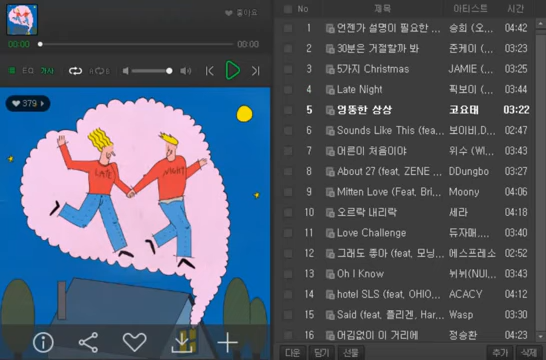 좋아요
00:00
00:00
EQ 가사
379
LATE
NIGHT
No 제목 아티스트 시간
1 언젠가 설명이 필요한 ... 승희 (오... 04:42
2 30분은 거절할까 봐 준케이 (... 03:23
3 5가지 Christmas JAMIE (... 03:25
4 Late Night 픽보이 (... 03:44
5 엉뚱한 상상 코요태 03:22
6 Sounds Like This (fea... 보이비,D... 02:47
7 어른이 처음이야 위수 (WI... 03:43
8 About 27 (feat, ZENE ... DDungbo 03:27
9 Mitten Love (Feat, Bri... Moony 04:06
10 오르락 내리락 세라 04:18
11 Love Challenge 듀자매,... 03:40
12 그래도 좋아 (feat, 모닝... 에스프레소 02:52
13 Oh I Know 뉘뉘(NUI... 03:43
14 hotel SLS (feat, OHIO... ACACY 04:12
15 Said (feat, 플리겐, Har... Wasp 03:30
16 어김없이 이 거리에 정승환 04:23
다운 담기 선물 추가 삭제